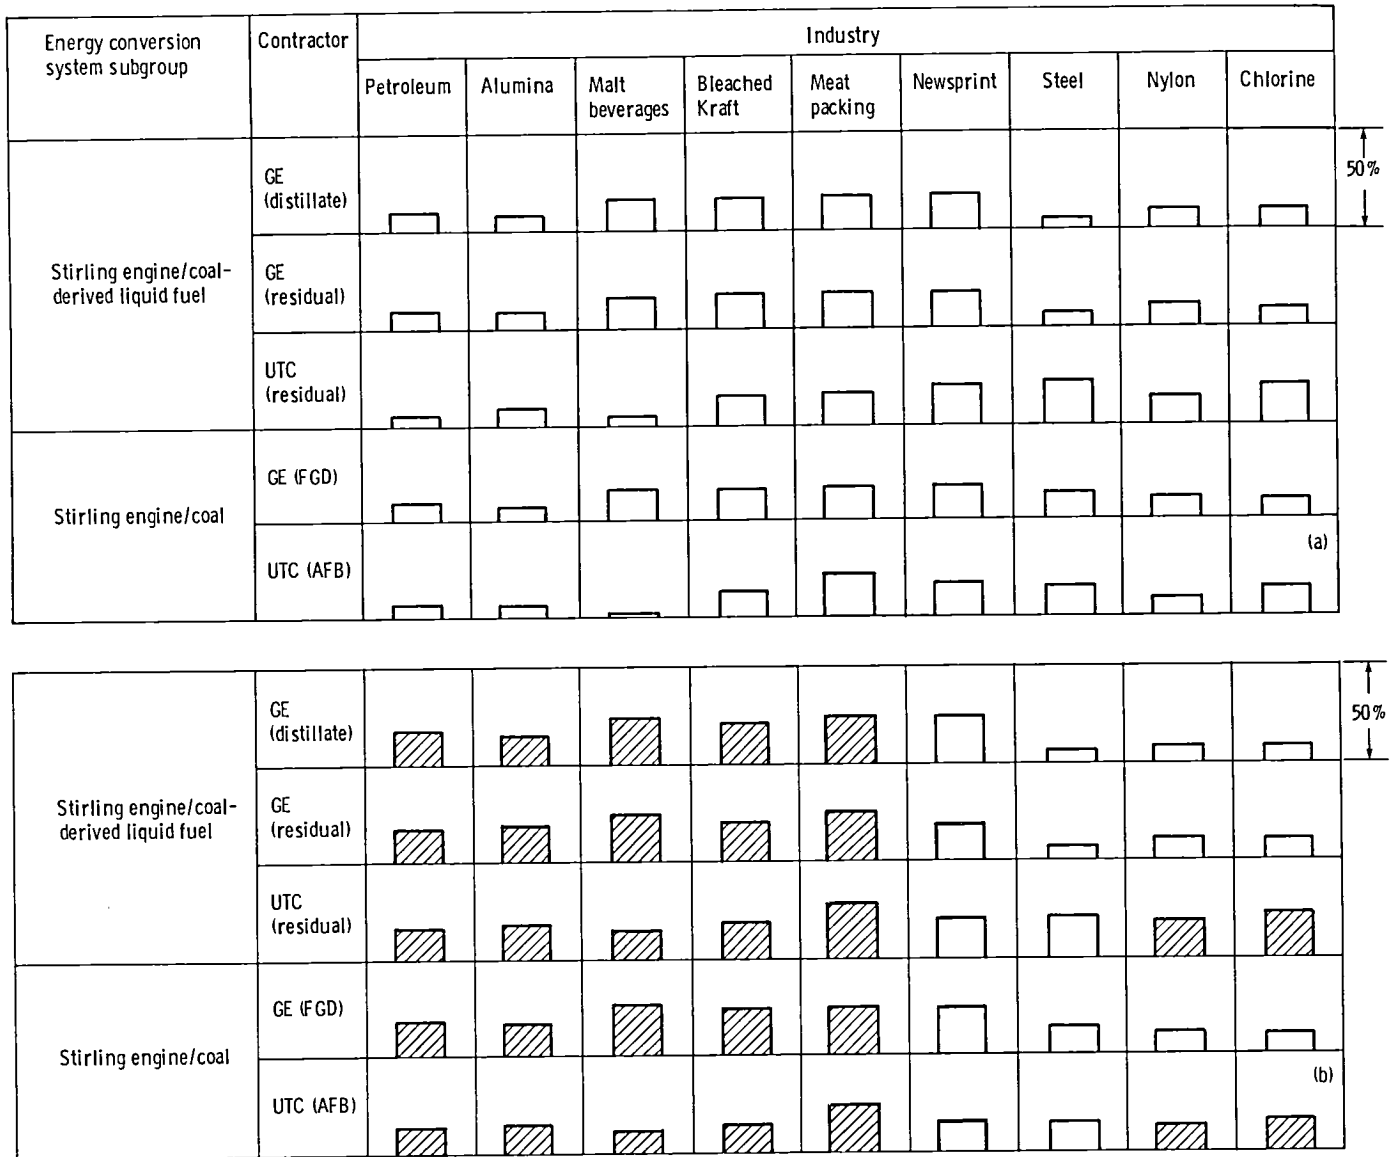 Energy conversion
system subgroup
Contractor
Industry
Petroleum
Alumina
Malt
beverages
Bleached
Kraft
Meat
packing
Newsprint
Steel
Nylon
Chlorine
Stirling engine/coal-
derived liquid fuel
GE
(distillate)
50%
GE
(residual)
UTC
(residual)
Stirling engine/coal
GE (FGD)
UTC (AFB)
(a)
Stirling engine/coal-
derived liquid fuel
GE
(distillate)
50%
GE
(residual)
UTC
(residual)
Stirling engine/coal
GE (FGD)
UTC (AFB)
(b)